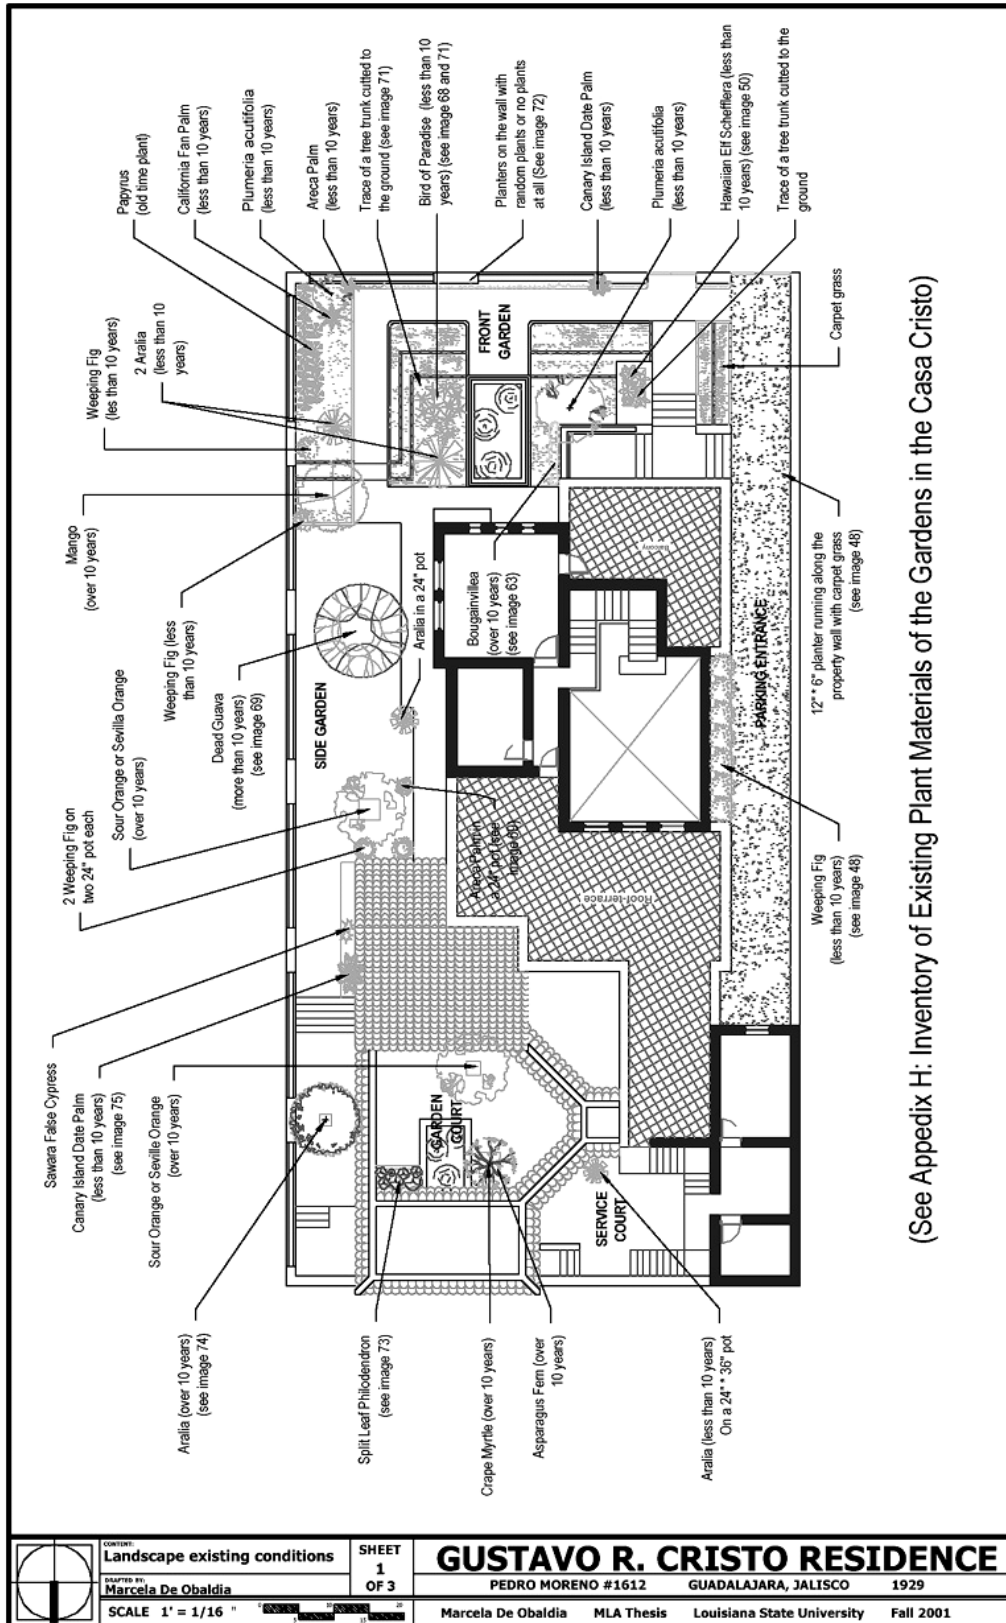 Papyrus
(old time plant)
California Fan Palm
(less than 10 years)
Plumeria acutifolia
(less than 10 years)
Areca Palm
(less than 10 years)
Trace of a tree trunk cutted to
the ground (see image 71)
Bird of Paradise (less than 10
years) (see image 68 and 71)
Planters on the wall with
random plants or no plants
at all (See image 72)
Canary Island Date Palm
(less than 10 years)
Plumeria acutifolia
(less than 10 years)
Hawaiian Elf Schefflera (less than
10 years) (see image 50)
Trace of a tree trunk cutted to the
ground
Weeping Fig
(les than 10 years)
2 Aralia
(less than 10
years)
Mango
(over 10 years)
Weeping Fig (less
than 10 years)
Dead Guava
(more than 10 years)
(see image 69)
Aralia in a 24" pot
Bougainvillea
(over 10 years)
(see image 63)
FRONT
GARDEN
Carpet grass
Balcony
12" * 6" planter running along the
property wall with carpet grass
(see image 48)
PARKING ENTRANCE
SIDE GARDEN
Sour Orange or Sevilla Orange
(over 10 years)
2 Weeping Fig on
two 24" pot each
Areca Palm in
a 24" pot (see
image 69)
Roof-terrace
Weeping Fig
(less than 10 years)
(see image 48)
Sawara False Cypress
Canary Island Date Palm
(less than 10 years)
(see image 75)
Sour Orange or Seville Orange
(over 10 years)
GARDEN
COURT
SERVICE
COURT
Aralia (over 10 years)
(see image 74)
Split Leaf Philodendron
(see image 73)
Crape Myrtle (over 10 years)
Asparagus Fern (over
10 years)
Aralia (less than 10 years)
On a 24" * 36" pot
(See Appedix H: Inventory of Existing Plant Materials of the Gardens in the Casa Cristo)
CONTENT:
Landscape existing conditions
DRAFTED BY:
Marcela De Obaldia
SCALE 1' = 1/16 "
SHEET
1
OF 3
GUSTAVO R. CRISTO RESIDENCE
PEDRO MORENO #1612 GUADALAJARA, JALISCO 1929
Marcela De Obaldia MLA Thesis Louisiana State University Fall 2001